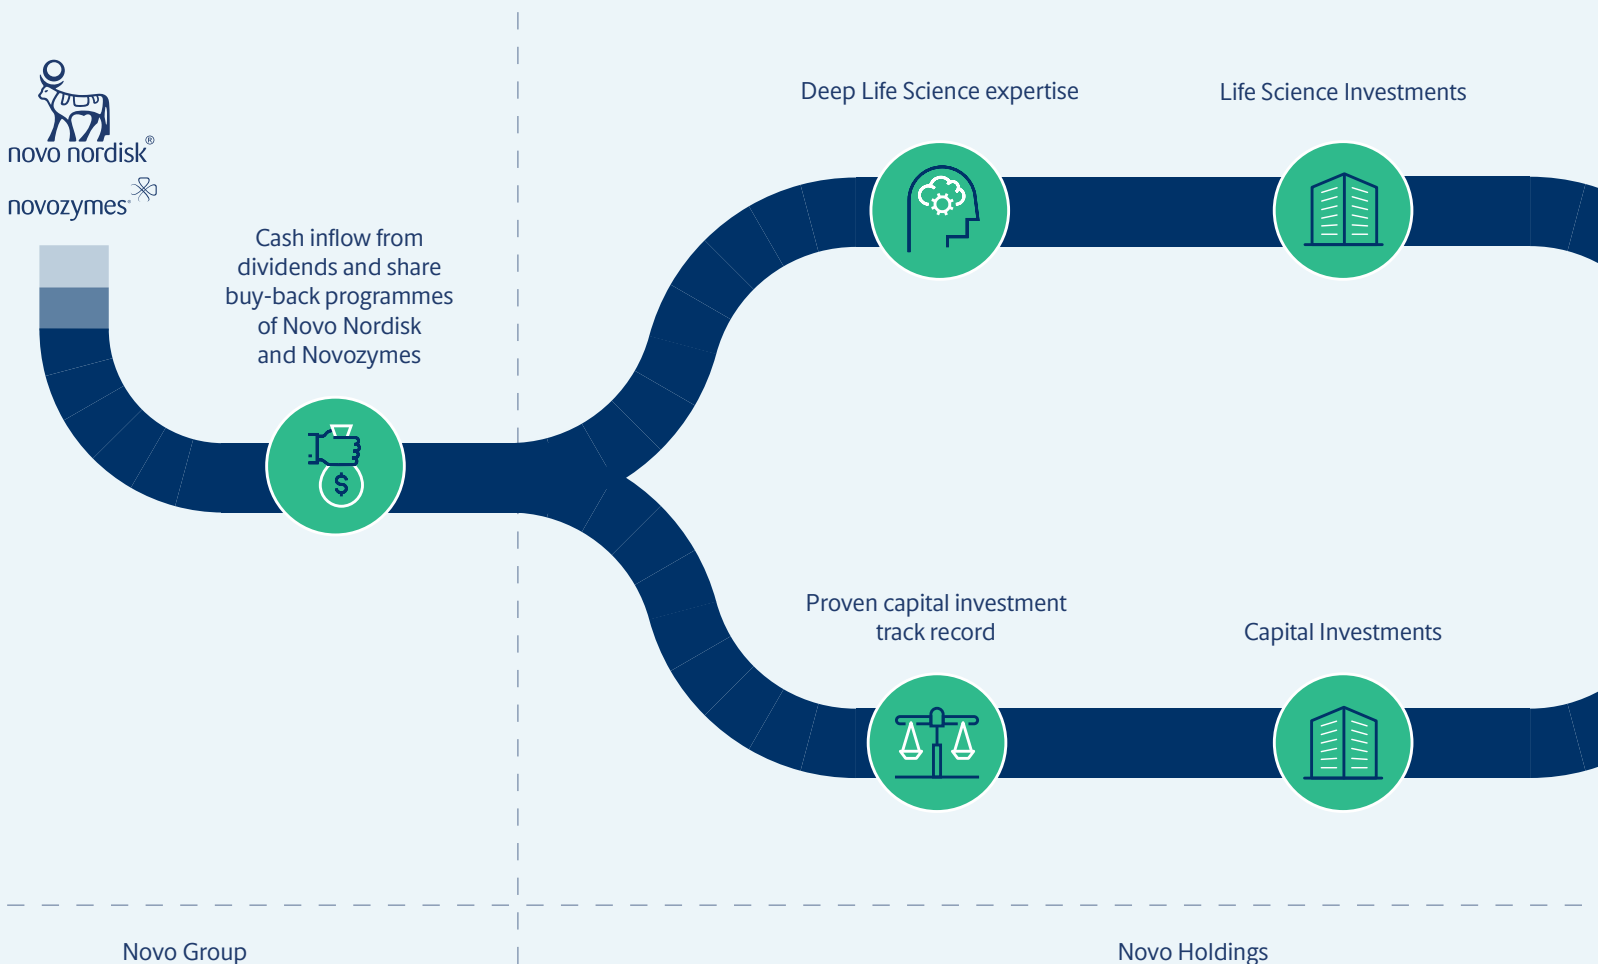 novo nordisk®
novozymes®
Cash inflow from
dividends and share
buy-back programmes
of Novo Nordisk
and Novozymes
$
Deep Life Science expertise
Life Science Investments
Proven capital investment
track record
Capital Investments
Novo Group
Novo Holdings